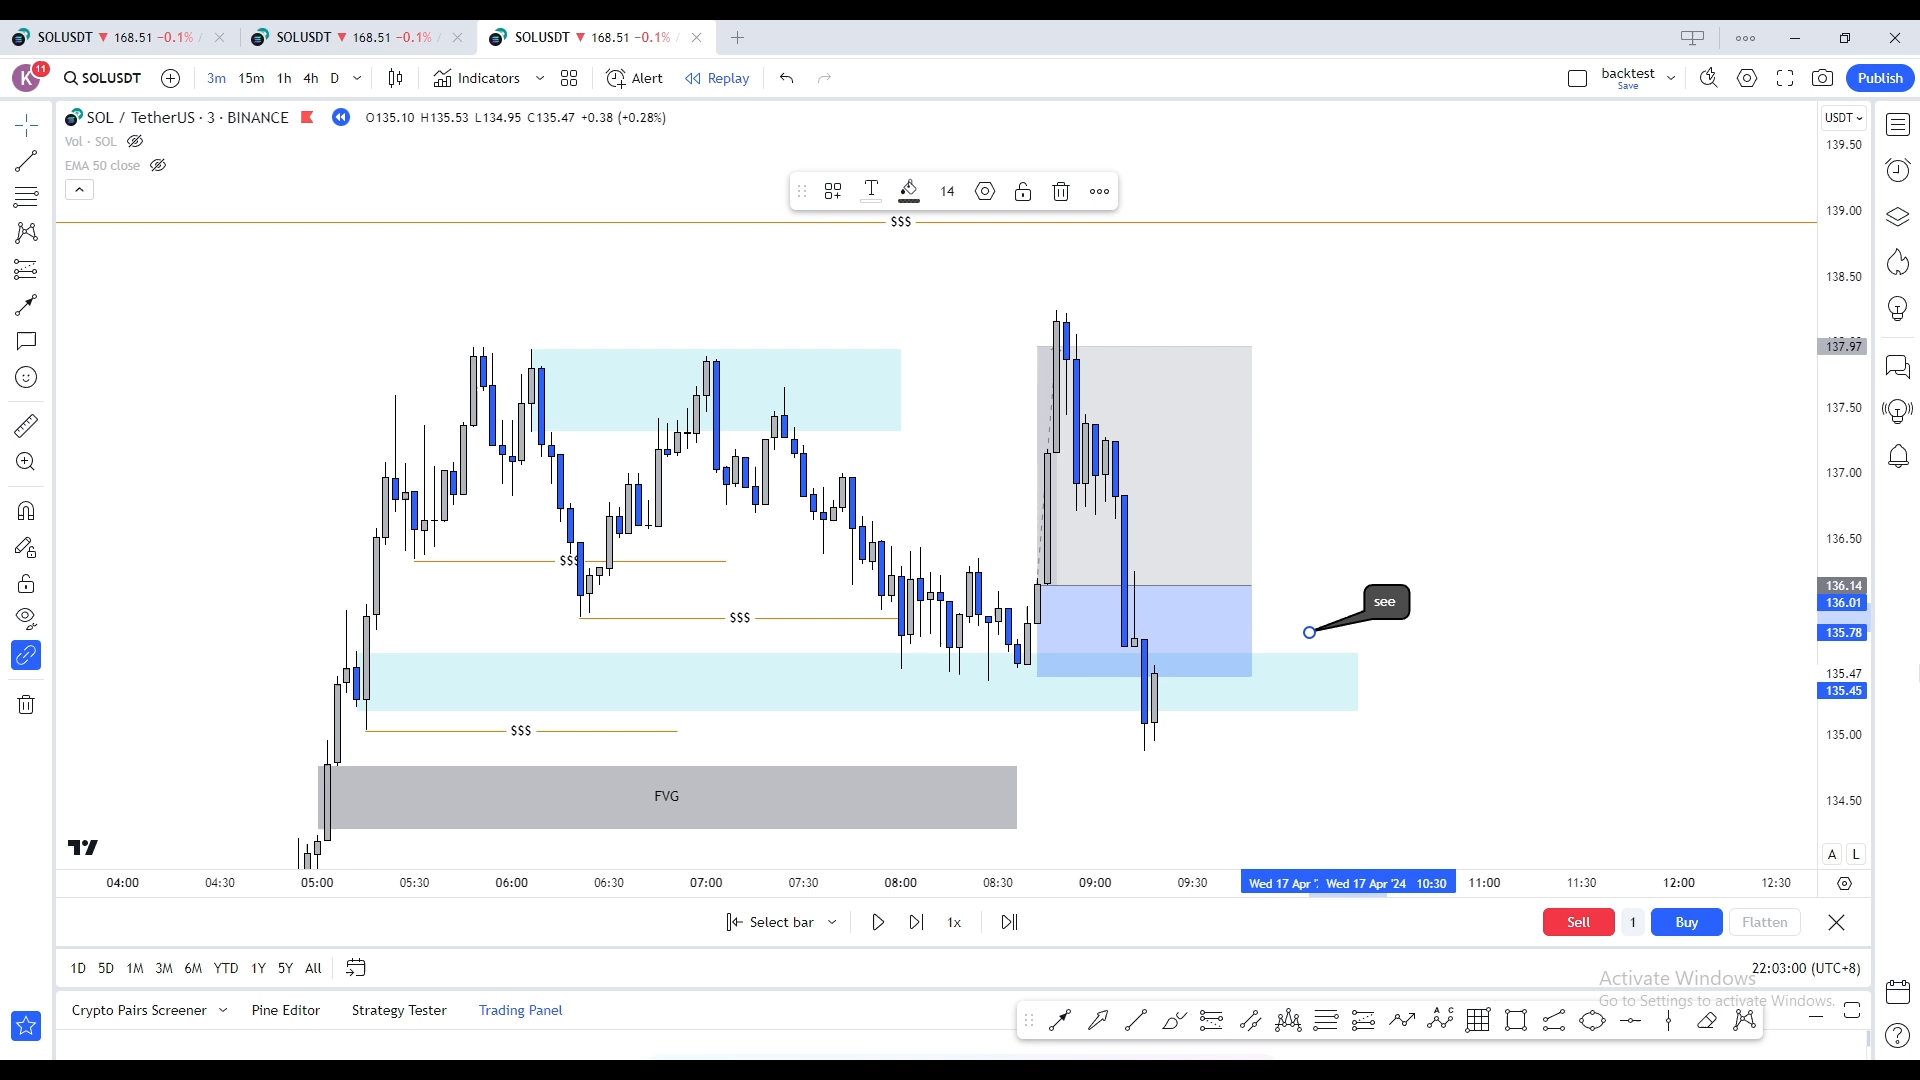 SOLUSDT ▼ 168.51 −0.1% /
SOLUSDT ▼ 168.51 −0.1% /
SOLUSDT ▼ 168.51 −0.1% /
K 11 SOLUSDT 3m 15m 1h 4h D Indicators Alert Replay backtest Save Publish
SOL / TetherUS · 3 · BINANCE O135.10 H135.53 L134.95 C135.47 +0.38 (+0.28%)
USDT
Vol · SOL
EMA 50 close
139.50
14
139.00
$$$
138.50
137.97
137.50
137.00
136.50
$$$
136.14
136.01
see
$$$
135.78
135.47
135.45
$$$
135.00
FVG
134.50
A L
04:00 04:30 05:00 05:30 06:00 06:30 07:00 07:30 08:00 08:30 09:00 09:30 Wed 17 Apr '2 Wed 17 Apr '24 10:30 11:00 11:30 12:00 12:30
Select bar 1x Sell 1 Buy Flatten
1D 5D 1M 3M 6M YTD 1Y 5Y All 22:03:00 (UTC+8)
Activate Windows
Go to Settings to activate Windows.
Crypto Pairs Screener Pine Editor Strategy Tester Trading Panel